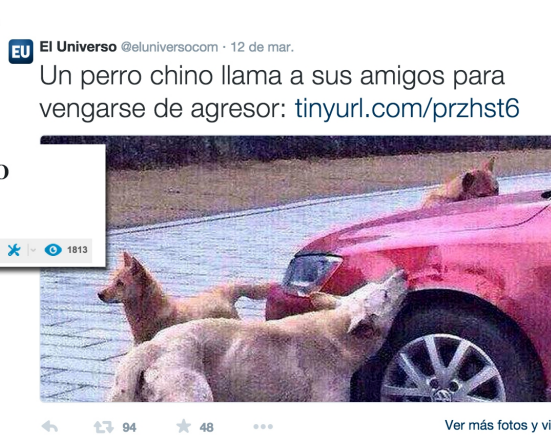 EU El Universo @eluniversocom · 12 de mar.
Un perro chino llama a sus amigos para
vengarse de agresor: tinyurl.com/przhst6
1813
94 48
Ver más fotos y vi